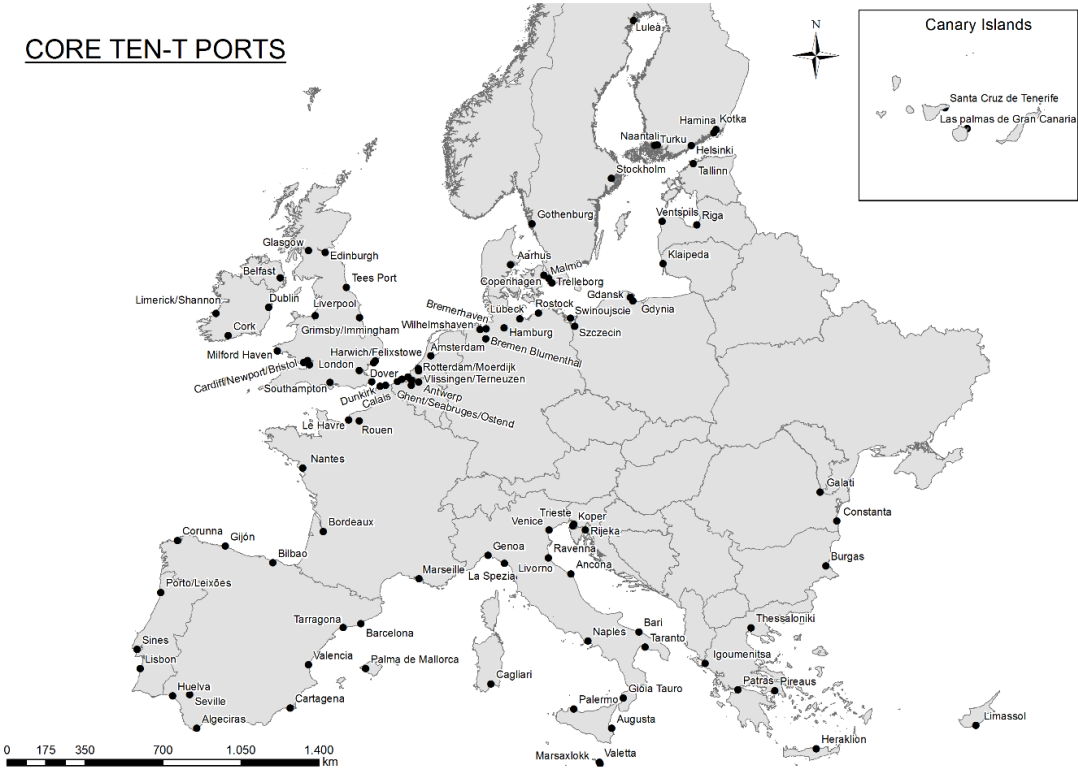 CORE TEN-T PORTS
N
Canary Islands
Santa Cruz de Tenerife
Las palmas de Gran Canaria
Luleå
Hamina
Kotka
Naantali
Turku
Helsinki
Stockholm
Tallinn
Gothenburg
Ventspils
Riga
Glasgow
Edinburgh
Aarhus
Malmö
Klaipeda
Belfast
Tees Port
Copenhagen
Trelleborg
Limerick/Shannon
Dublin
Liverpool
Bremerhaven
Lübeck
Rostock
Gdansk
Gdynia
Swinoujscie
Cork
Grimsby/Immingham
Wilhelmshaven
Hamburg
Szczecin
Milford Haven
Harwich/Felixstowe
Amsterdam
Bremen Blumenthal
Cardiff/Newport/Bristol
London
Rotterdam/Moerdijk
Dover
Vlissingen/Terneuzen
Southampton
Dunkirk
Calais
Antwerp
Ghent/Seabruges/Ostend
Le Havre
Rouen
Nantes
Galati
Constanta
Bordeaux
Trieste
Koper
Venice
Rijeka
Corunna
Gijón
Bilbao
Genoa
Ravenna
Burgas
La Spezia
Livorno
Ancona
Marseille
Porto/Leixões
Tarragona
Barcelona
Bari
Thessaloniki
Naples
Taranto
Sines
Lisbon
Valencia
Palma de Mallorca
Igoumenitsa
Cagliari
Huelva
Seville
Cartagena
Gioia Tauro
Patras
Piraeus
Algeciras
Palermo
Augusta
Limassol
Heraklion
Marsaxlokk
Valetta
0 175 350 700 1.050 1.400
km